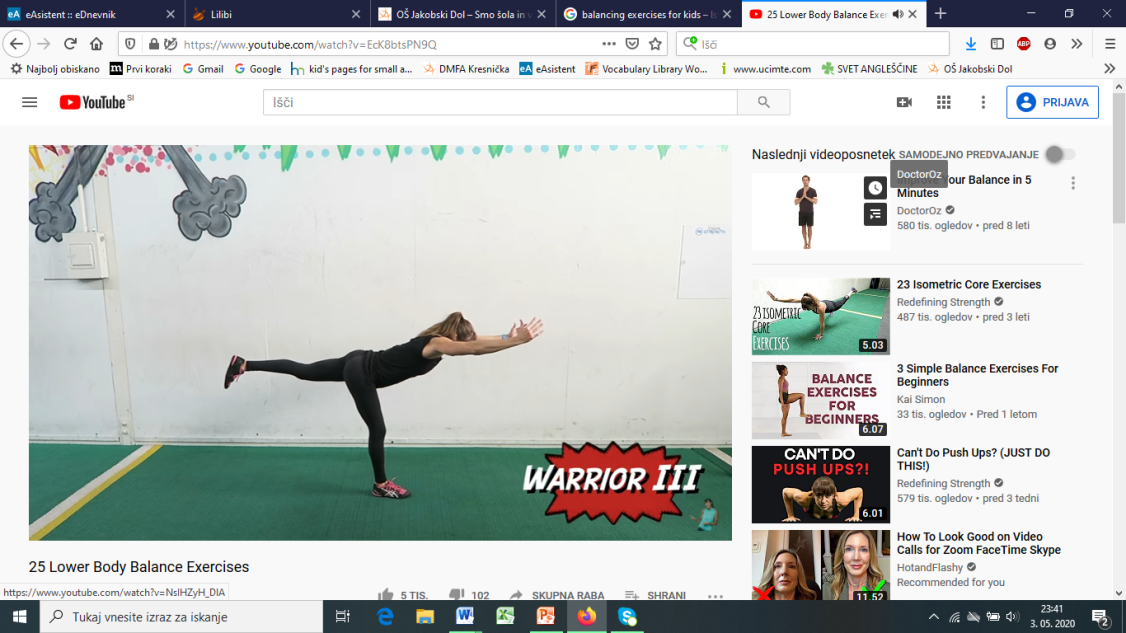 eAsistent :: eDnevnik
Lilibi
OŠ Jakobski Dol – Smo šola in v
balancing exercises for kids – Is
25 Lower Body Balance Exer
https://www.youtube.com/watch?v=EcK8btsPN9Q
Išči
ABP
Najbolj obiskano
Prvi koraki
Gmail
Google
kid's pages for small a...
DMFA Kresnička
eAsistent
Vocabulary Library Wo...
www.ucimte.com
SVET ANGLEŠČINE
OŠ Jakobski Dol
YouTube SI
Išči
PRIJAVA
WARRIOR III
25 Lower Body Balance Exercises
5 TIS.
102
SKUPNA RABA
SHRANI
Naslednji videoposnetek
SAMODEJNO PREDVAJANJE
DoctorOz
Your Balance in 5
Minutes
DoctorOz
580 tis. ogledov • pred 8 leti
23 ISOMETRIC
CORE
EXERCISES
5.03
23 Isometric Core Exercises
Redefining Strength
487 tis. ogledov • pred 3 leti
BALANCE
EXERCISES
FOR
BEGINNERS
6.07
3 Simple Balance Exercises For
Beginners
Kai Simon
33 tis. ogledov • Pred 1 letom
CAN'T DO
PUSH UPS?!
6.01
Can't Do Push Ups? (JUST DO
THIS!)
Redefining Strength
579 tis. ogledov • pred 3 tedni
11.52
How To Look Good on Video
Calls for Zoom FaceTime Skype
HotandFlashy
Recommended for you
https://www.youtube.com/watch?v=NsIHZyH_DIA
Tukaj vnesite izraz za iskanje
23:41
3. 05. 2020
2